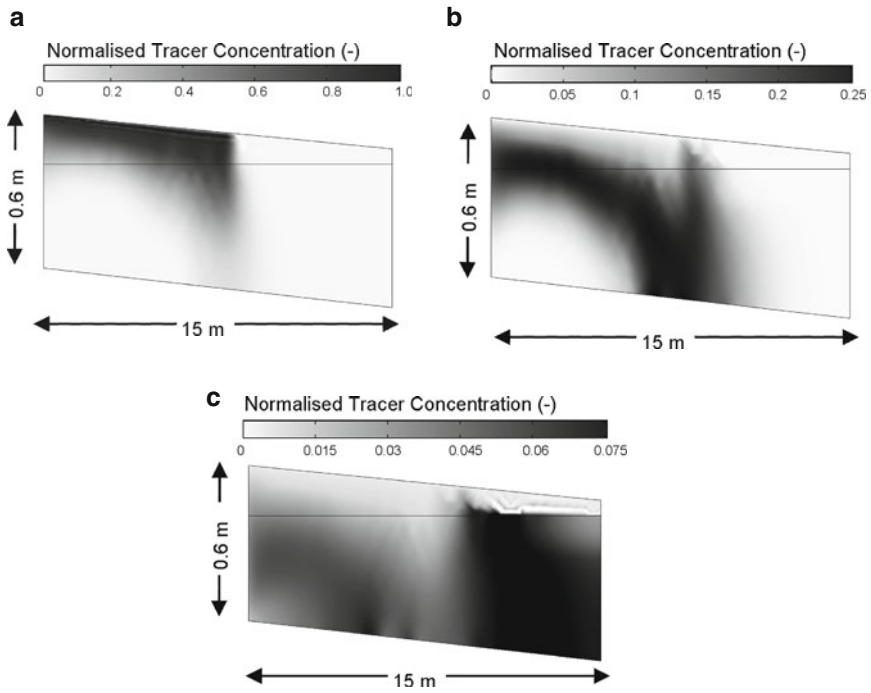 a
Normalised Tracer Concentration (-)
0 0.2 0.4 0.6 0.8 1.0
0.6 m
15 m
b
Normalised Tracer Concentration (-)
0 0.05 0.1 0.15 0.2 0.25
0.6 m
15 m
c
Normalised Tracer Concentration (-)
0 0.015 0.03 0.045 0.06 0.075
0.6 m
15 m